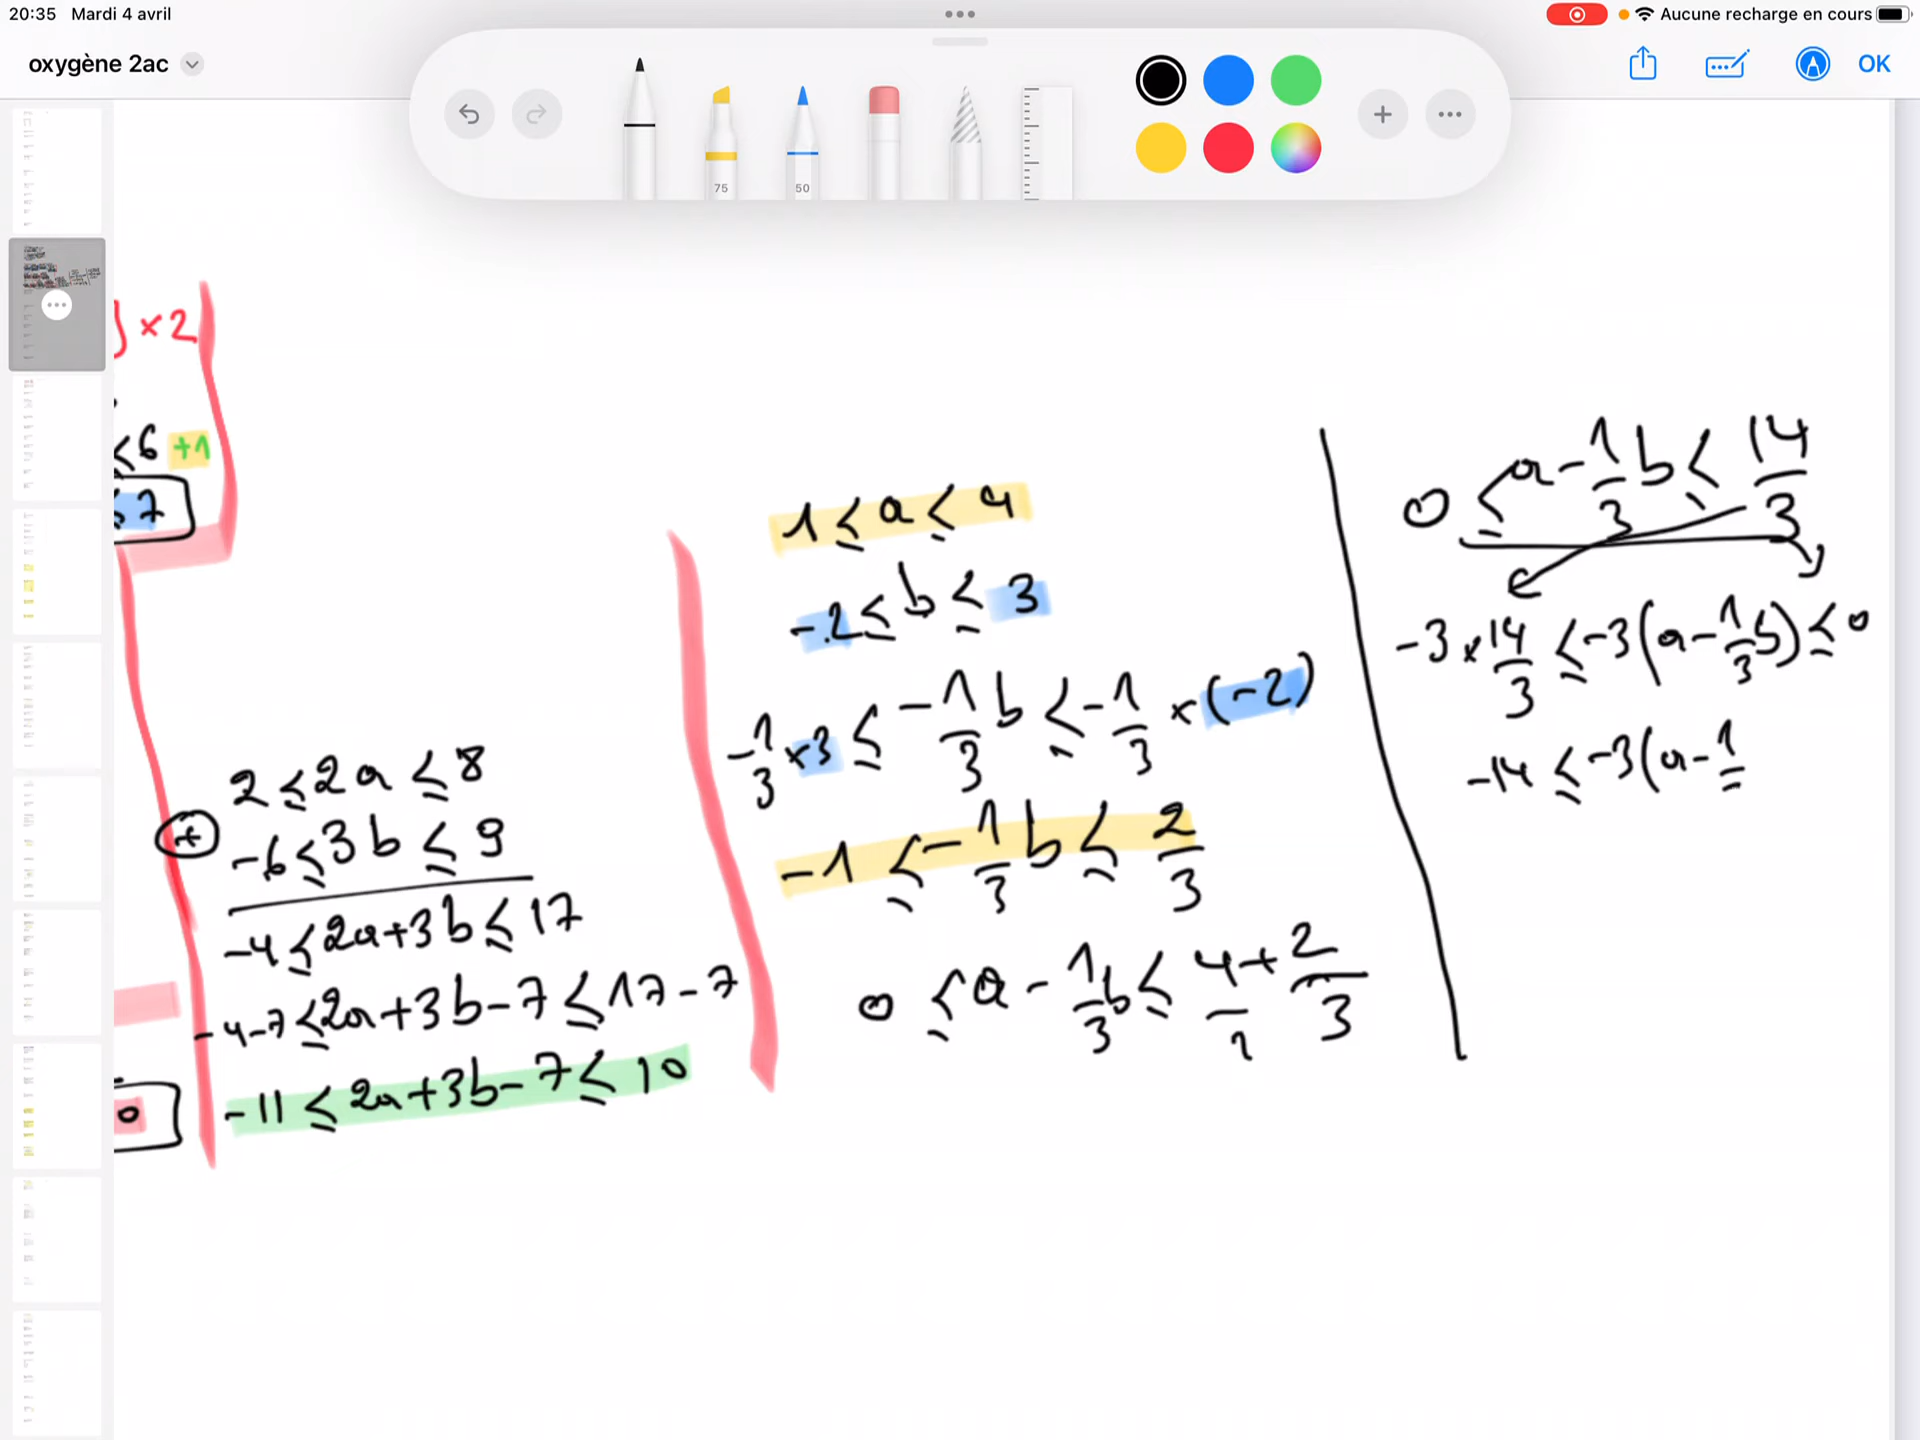 20:35 Mardi 4 avril
Aucune recharge en cours
oxygène 2ac
OK
75
50
×2
≤6 +1
≤ 7
0
2 ≤ 2a ≤ 8
+
-6 ≤ 3b ≤ 9
-4 ≤ 2a+3b ≤ 17
-4-7 ≤ 2a+3b-7 ≤ 17-7
-11 ≤ 2a+3b-7 ≤ 10
1 ≤ a ≤ 4
-2 ≤ b ≤ 3
-1/3 ×3 ≤ -1/3 b ≤ -1/3 ×(-2)
-1 ≤ -1/3 b ≤ 2/3
0 ≤ a - 1/3 b ≤ 4/1 + 2/3
0 ≤ a - 1/3 b ≤ 14/3
-3 × 14/3 ≤ -3(a - 1/3 b) ≤ 0
-14 ≤ -3(a - 1